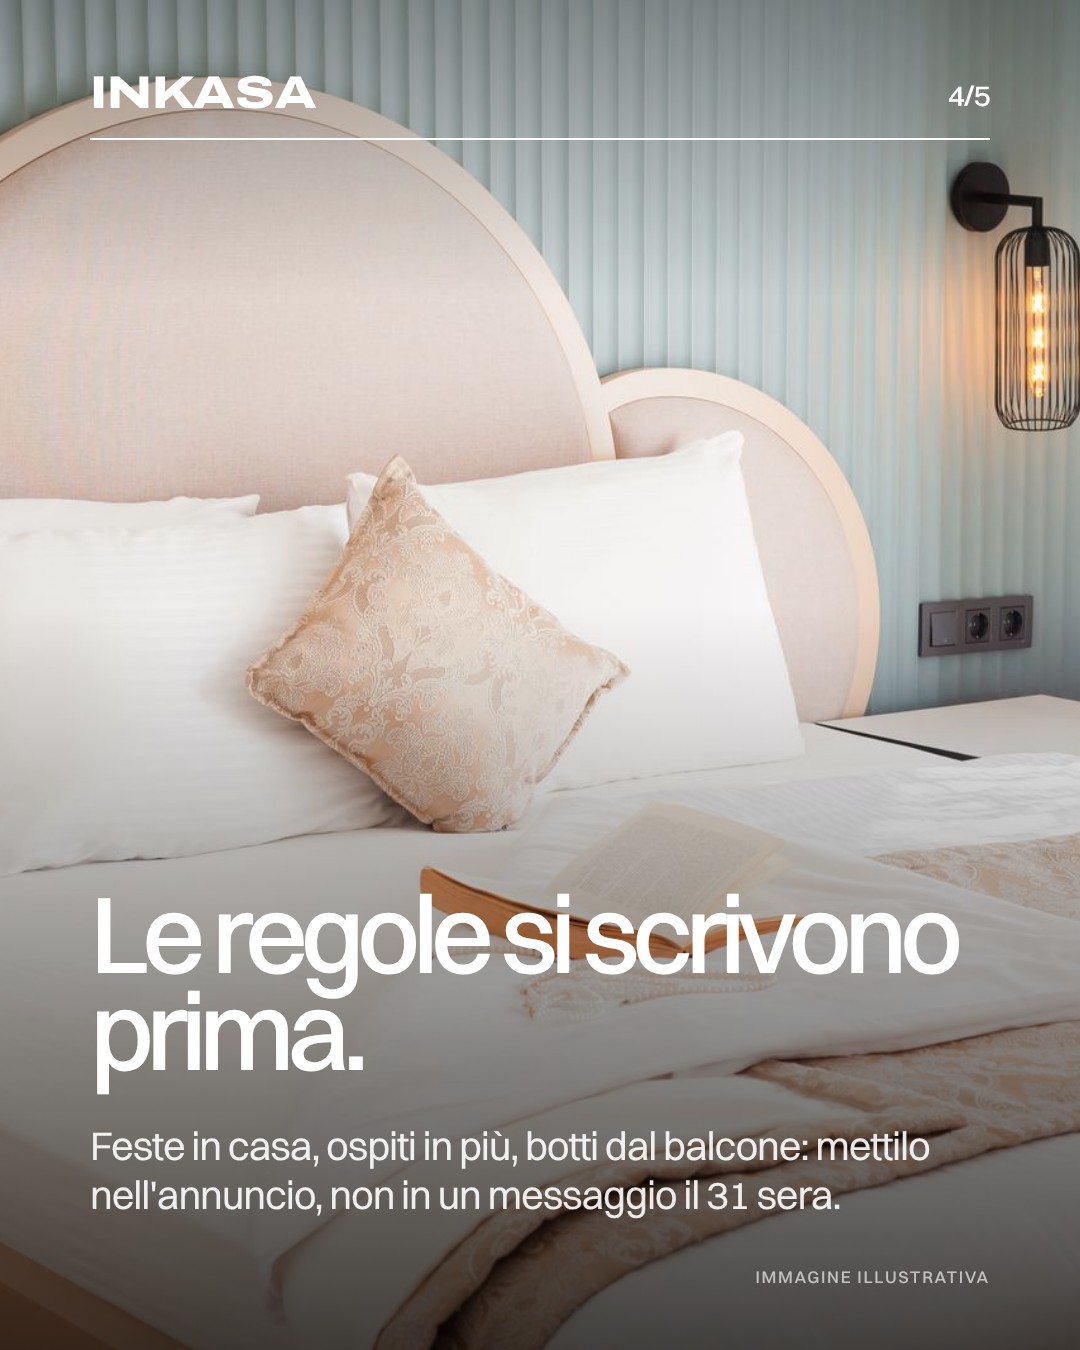 INKASA
4/5
Le regole si scrivono
prima.
Feste in casa, ospiti in più, botti dal balcone: mettilo
nell'annuncio, non in un messaggio il 31 sera.
IMMAGINE ILLUSTRATIVA